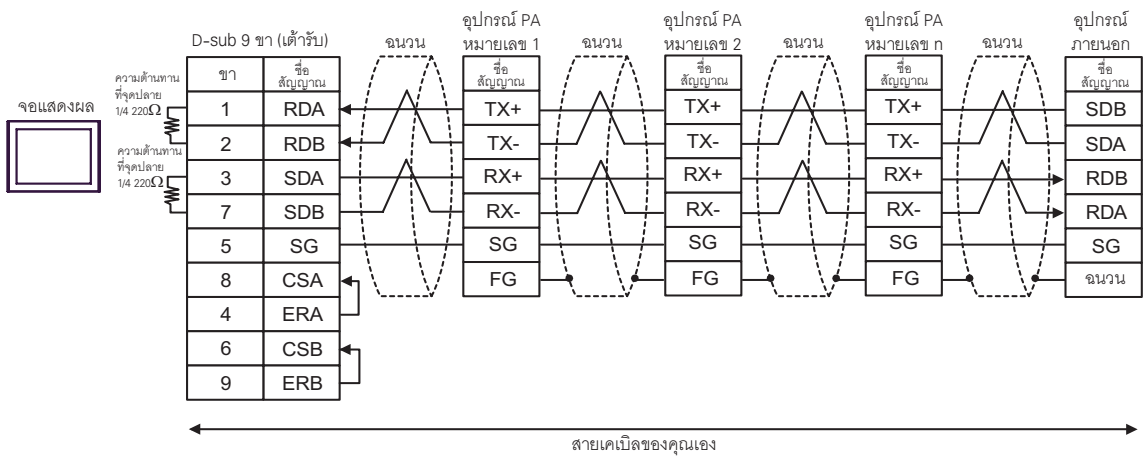 อุปกรณ์ PA อุปกรณ์ PA อุปกรณ์ PA อุปกรณ์
D-sub 9 ขา (เต้ารับ) ฉนวน หมายเลข 1 ฉนวน หมายเลข 2 ฉนวน หมายเลข n ฉนวน ภายนอก
จอแสดงผล
ความต้านทาน
ที่จุดปลาย
1/4 220Ω
ความต้านทาน
ที่จุดปลาย
1/4 220Ω
ขา ชื่อสัญญาณ ชื่อสัญญาณ ชื่อสัญญาณ ชื่อสัญญาณ ชื่อสัญญาณ
1 RDA TX+ TX+ TX+ SDB
2 RDB TX- TX- TX- SDA
3 SDA RX+ RX+ RX+ RDB
7 SDB RX- RX- RX- RDA
5 SG SG SG SG SG
8 CSA FG FG FG ฉนวน
4 ERA
6 CSB
9 ERB
สายเคเบิลของคุณเอง